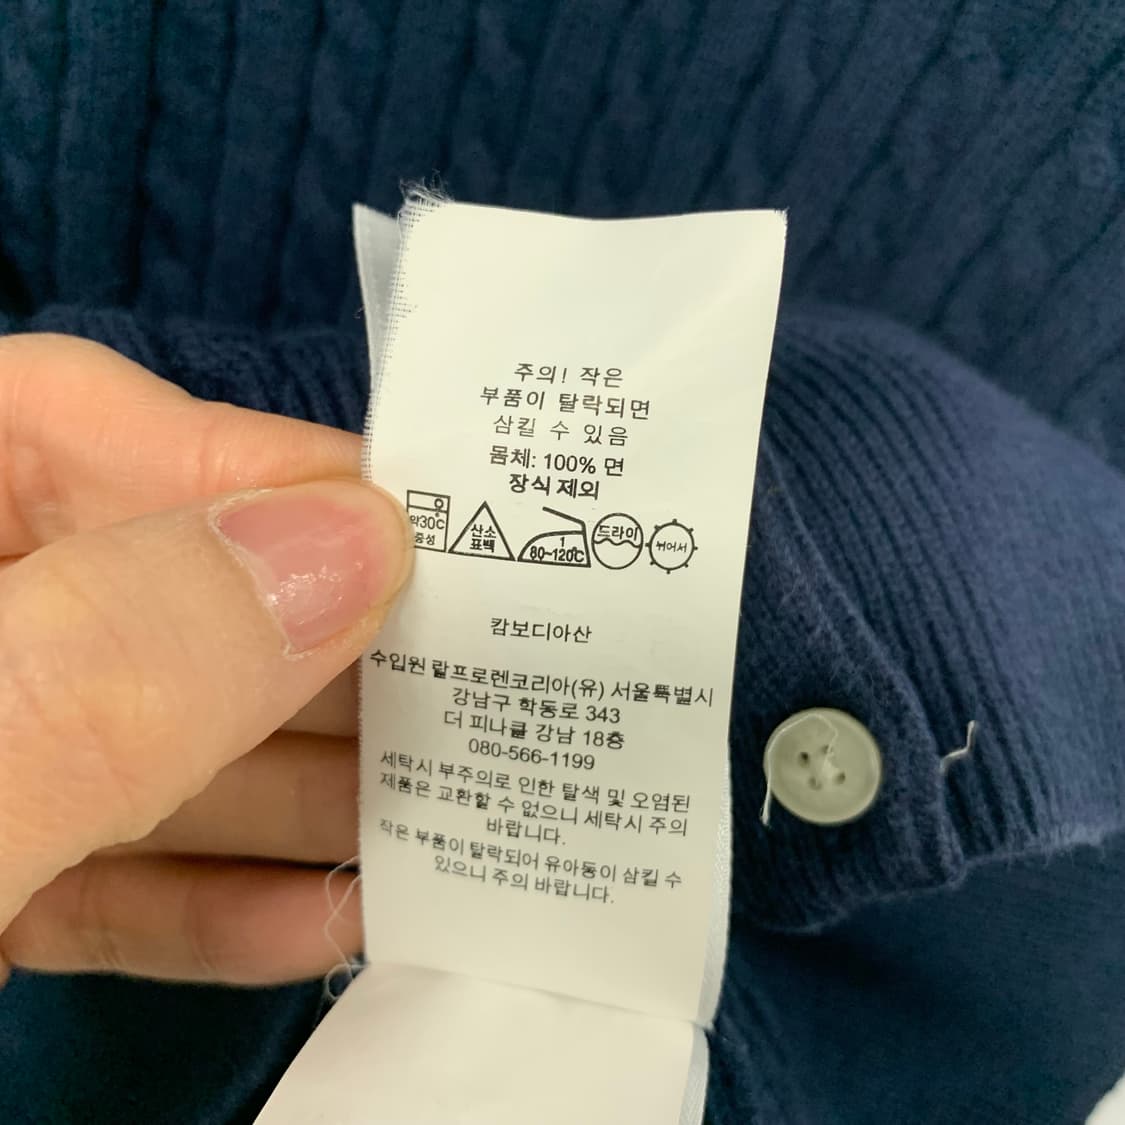 주의! 작은
부품이 탈락되면
삼킬 수 있음
몸체: 100% 면
장식 제외
약30℃
중성
산소
표백
1
80~120℃
드라이
뉘어서
캄보디아산
수입원 랄프로렌코리아(유) 서울특별시
강남구 학동로 343
더 피나클 강남 18층
080-566-1199
세탁시 부주의로 인한 탈색 및 오염된
제품은 교환할 수 없으니 세탁시 주의
바랍니다.
작은 부품이 탈락되어 유아동이 삼킬 수
있으니 주의 바랍니다.